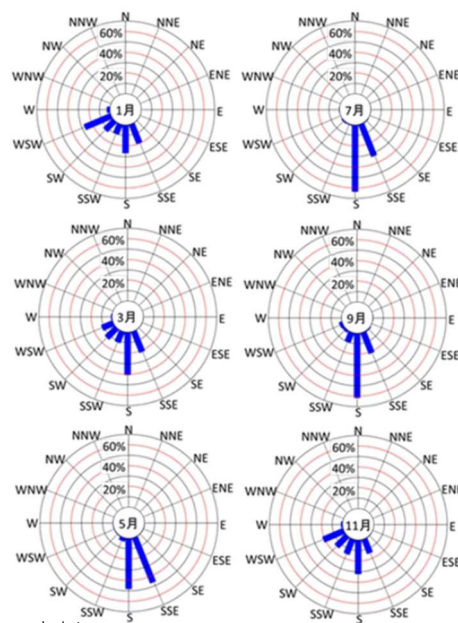 N
NNW NNE
NW NE
WNW ENE
W E
WSW ESE
SW SE
SSW SSE
S
60%
40%
20%
1月
N
NNW NNE
NW NE
WNW ENE
W E
WSW ESE
SW SE
SSW SSE
S
60%
40%
20%
7月
N
NNW NNE
NW NE
WNW ENE
W E
WSW ESE
SW SE
SSW SSE
S
60%
40%
20%
3月
N
NNW NNE
NW NE
WNW ENE
W E
WSW ESE
SW SE
SSW SSE
S
60%
40%
20%
9月
N
NNW NNE
NW NE
WNW ENE
W E
WSW ESE
SW SE
SSW SSE
S
60%
40%
20%
5月
N
NNW NNE
NW NE
WNW ENE
W E
WSW ESE
SW SE
SSW SSE
S
60%
40%
20%
11月